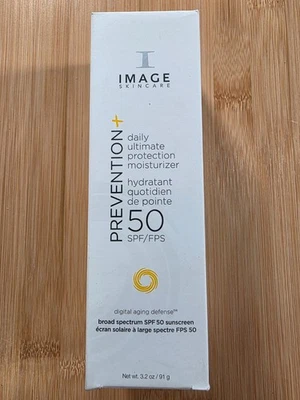 I
IMAGE
SKINCARE
PREVENTION+
daily
ultimate
protection
moisturizer
hydratant
quotidien
de pointe
50
SPF/FPS
digital aging defense™
broad spectrum SPF 50 sunscreen
écran solaire à large spectre FPS 50
Net wt. 3.2 oz / 91 g